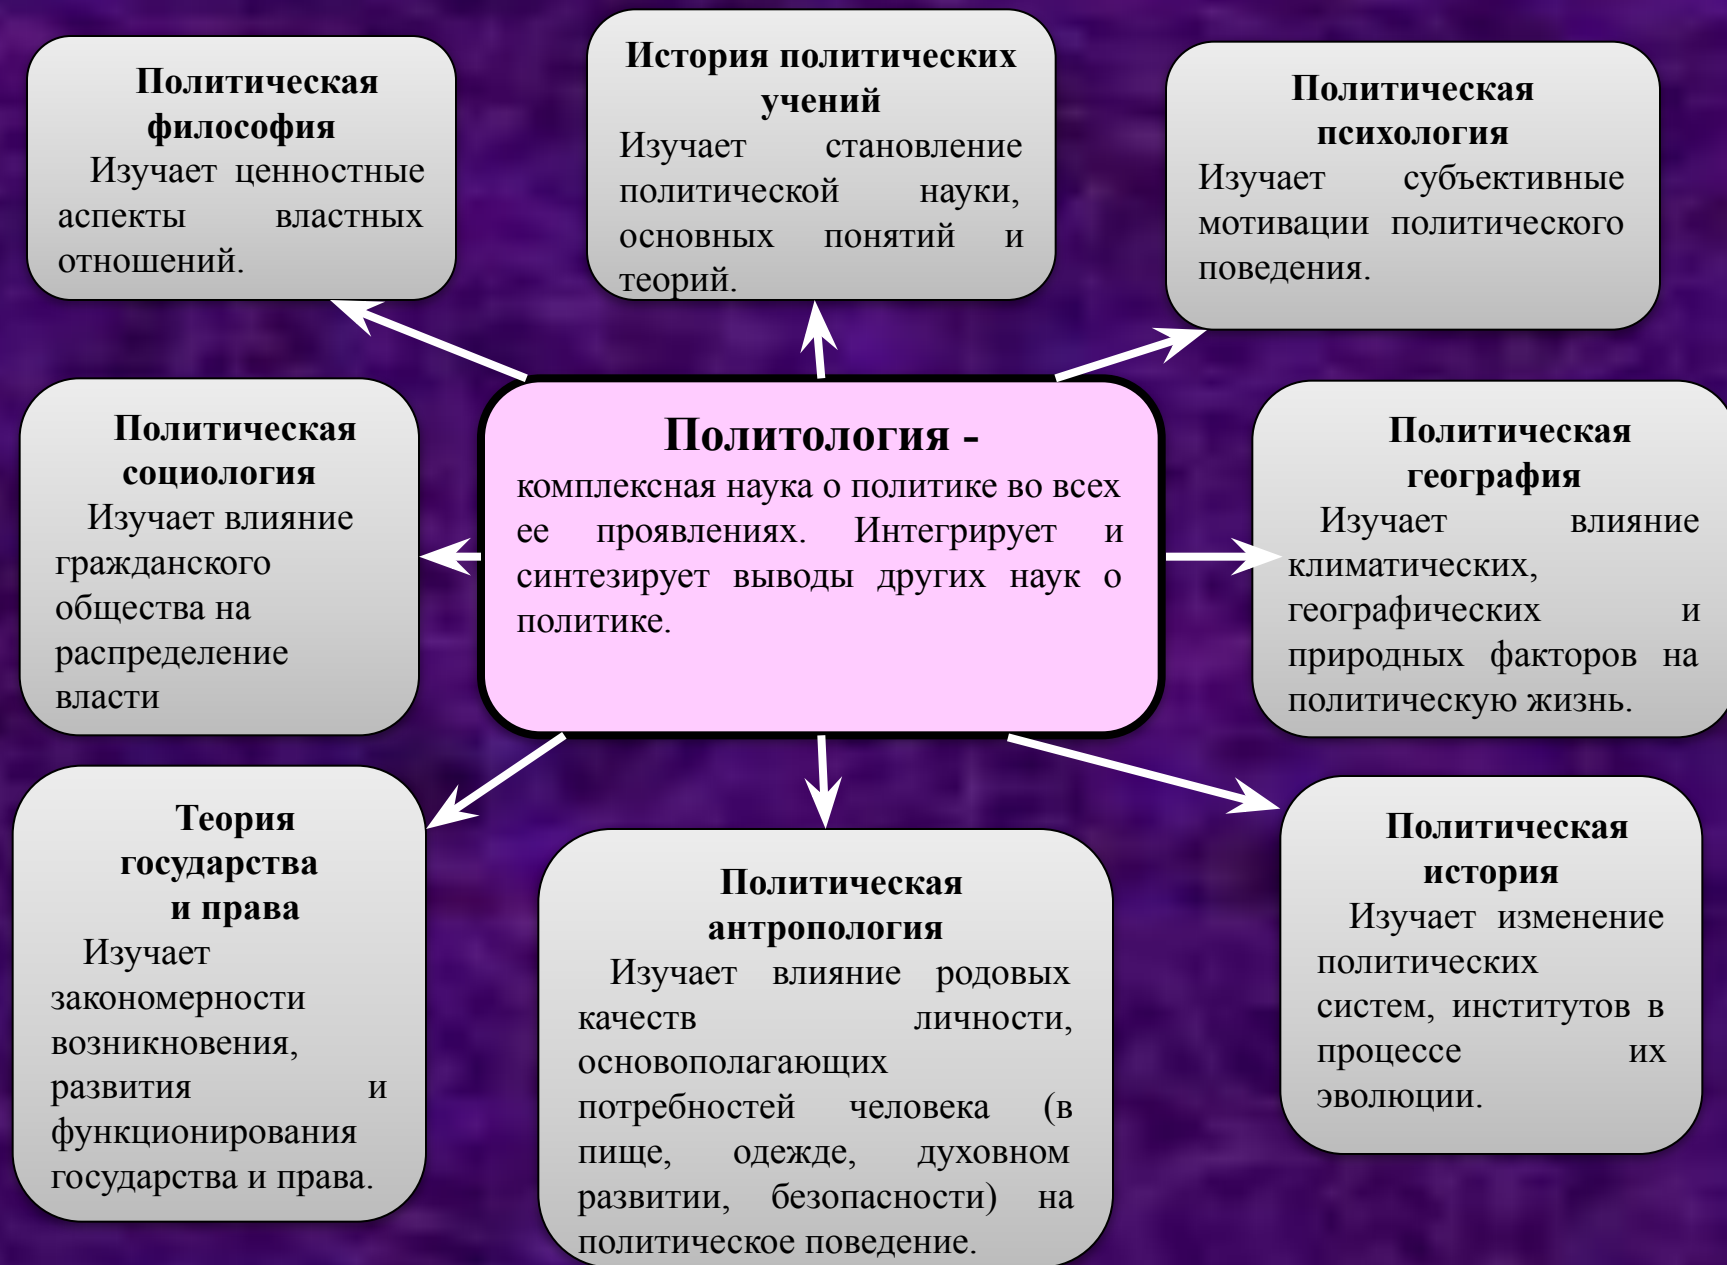 Политическая
философия
Изучает ценностные
аспекты властных
отношений.
История политических
учений
Изучает становление
политической науки,
основных понятий и
теорий.
Политическая
психология
Изучает субъективные
мотивации политического
поведения.
Политическая
социология
Изучает влияние
гражданского
общества на
распределение
власти
Политология -
комплексная наука о политике во всех
ее проявлениях. Интегрирует и
синтезирует выводы других наук о
политике.
Политическая
география
Изучает влияние
климатических,
географических и
природных факторов на
политическую жизнь.
Теория
государства
и права
Изучает
закономерности
возникновения,
развития и
функционирования
государства и права.
Политическая
антропология
Изучает влияние родовых
качеств личности,
основополагающих
потребностей человека (в
пище, одежде, духовном
развитии, безопасности) на
политическое поведение.
Политическая
история
Изучает изменение
политических
систем, институтов в
процессе их
эволюции.